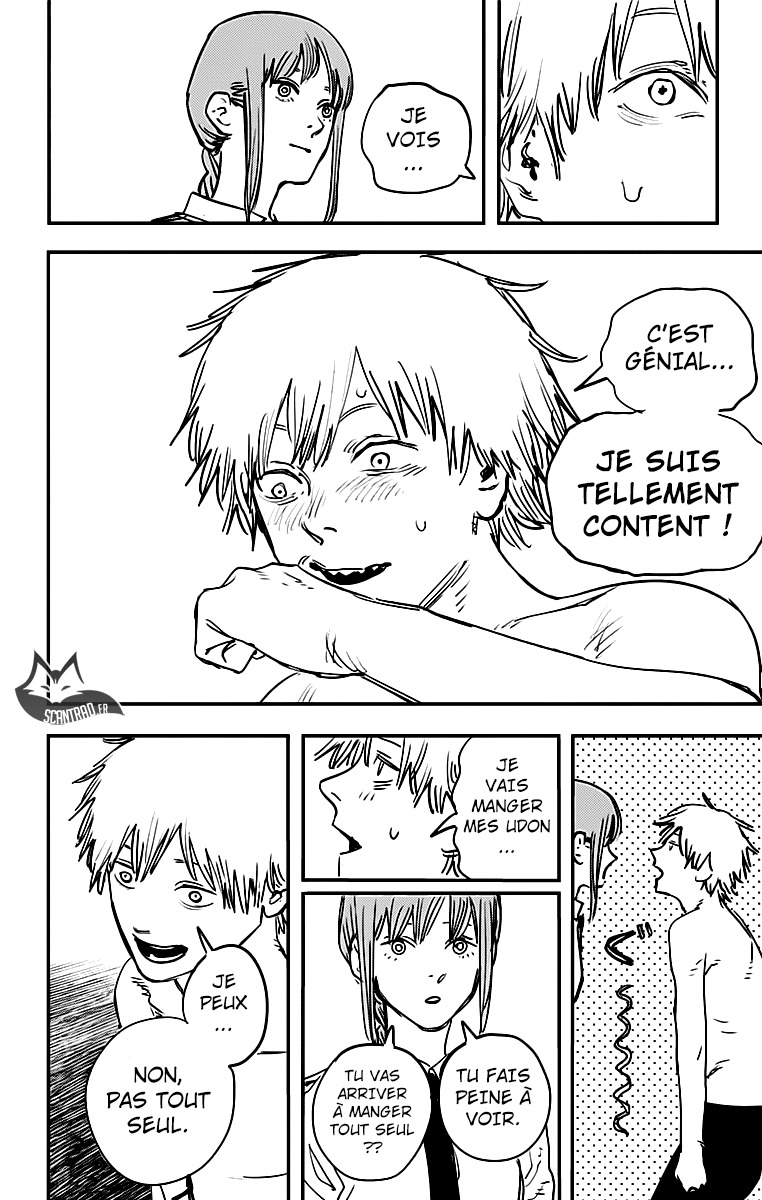 JE
VOIS
...
C'EST
GÉNIAL...
JE SUIS
TELLEMENT
CONTENT !
SCANTRAD.FR
JE
VAIS
MANGER
MES UDON
...
TU FAIS
PEINE À
VOIR.
TU VAS
ARRIVER
À MANGER
TOUT SEUL
??
JE
PEUX
...
NON,
PAS TOUT
SEUL.